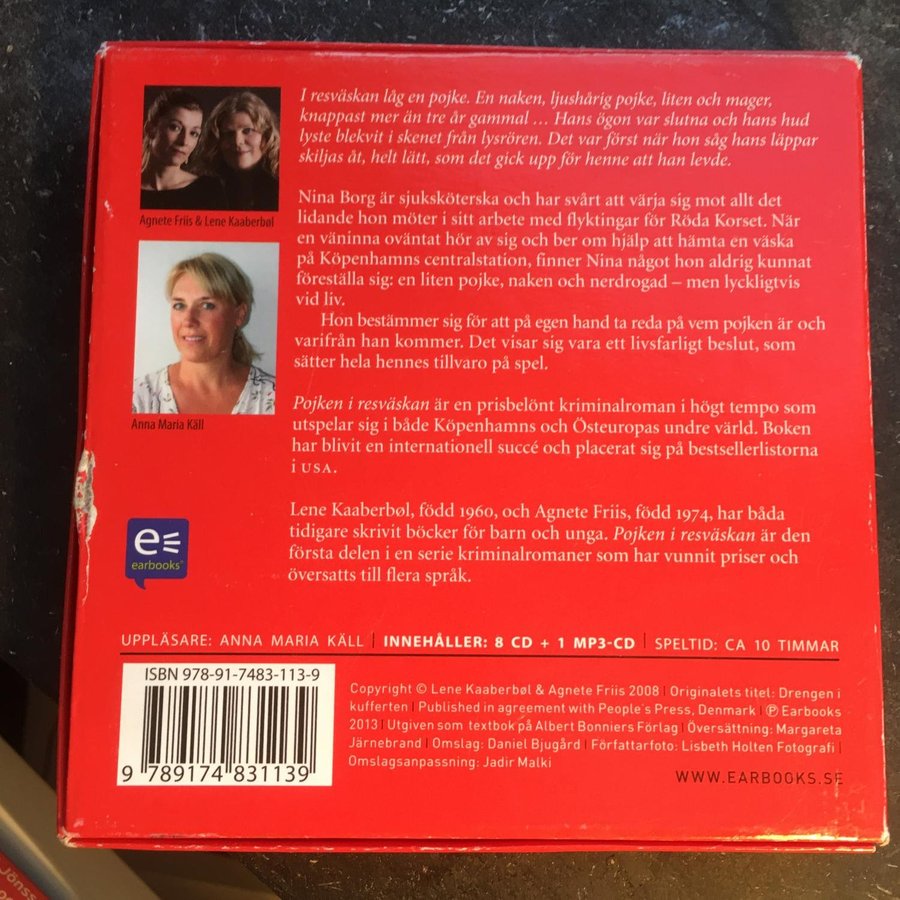 I resväskan låg en pojke. En naken, ljushårig pojke, liten och mager,
knappast mer än tre år gammal … Hans ögon var slutna och hans hud
lyste blekvit i skenet från lysrören. Det var först när hon såg hans läppar
skiljas åt, helt lätt, som det gick upp för henne att han levde.
Agnete Friis & Lene Kaaberbøl
Nina Borg är sjuksköterska och har svårt att värja sig mot allt det
lidande hon möter i sitt arbete med flyktingar för Röda Korset. När
en väninna oväntat hör av sig och ber om hjälp att hämta en väska
på Köpenhamns centralstation, finner Nina något hon aldrig kunnat
föreställa sig: en liten pojke, naken och nerdrogad – men lyckligtvis
vid liv.
Hon bestämmer sig för att på egen hand ta reda på vem pojken är och
varifrån han kommer. Det visar sig vara ett livsfarligt beslut, som
sätter hela hennes tillvaro på spel.
Anna Maria Käll
Pojken i resväskan är en prisbelönt kriminalroman i högt tempo som
utspelar sig i både Köpenhamns och Östeuropas undre värld. Boken
har blivit en internationell succé och placerat sig på bestsellerlistorna
i USA.
Lene Kaaberbøl, född 1960, och Agnete Friis, född 1974, har båda
tidigare skrivit böcker för barn och unga. Pojken i resväskan är den
första delen i en serie kriminalromaner som har vunnit priser och
översatts till flera språk.
e
earbooks™
UPPLÄSARE: ANNA MARIA KÄLL | INNEHÅLLER: 8 CD + 1 MP3-CD | SPELTID: CA 10 TIMMAR
ISBN 978-91-7483-113-9
9 789174 831139
Copyright © Lene Kaaberbøl & Agnete Friis 2008 | Originalets titel: Drengen i
kufferten | Published in agreement with People's Press, Denmark | ℗ Earbooks
2013 | Utgiven som textbok på Albert Bonniers Förlag | Översättning: Margareta
Järnebrand | Omslag: Daniel Bjugård | Författarfoto: Lisbeth Holten Fotografi |
Omslagsanpassning: Jadir Malki
WWW.EARBOOKS.SE